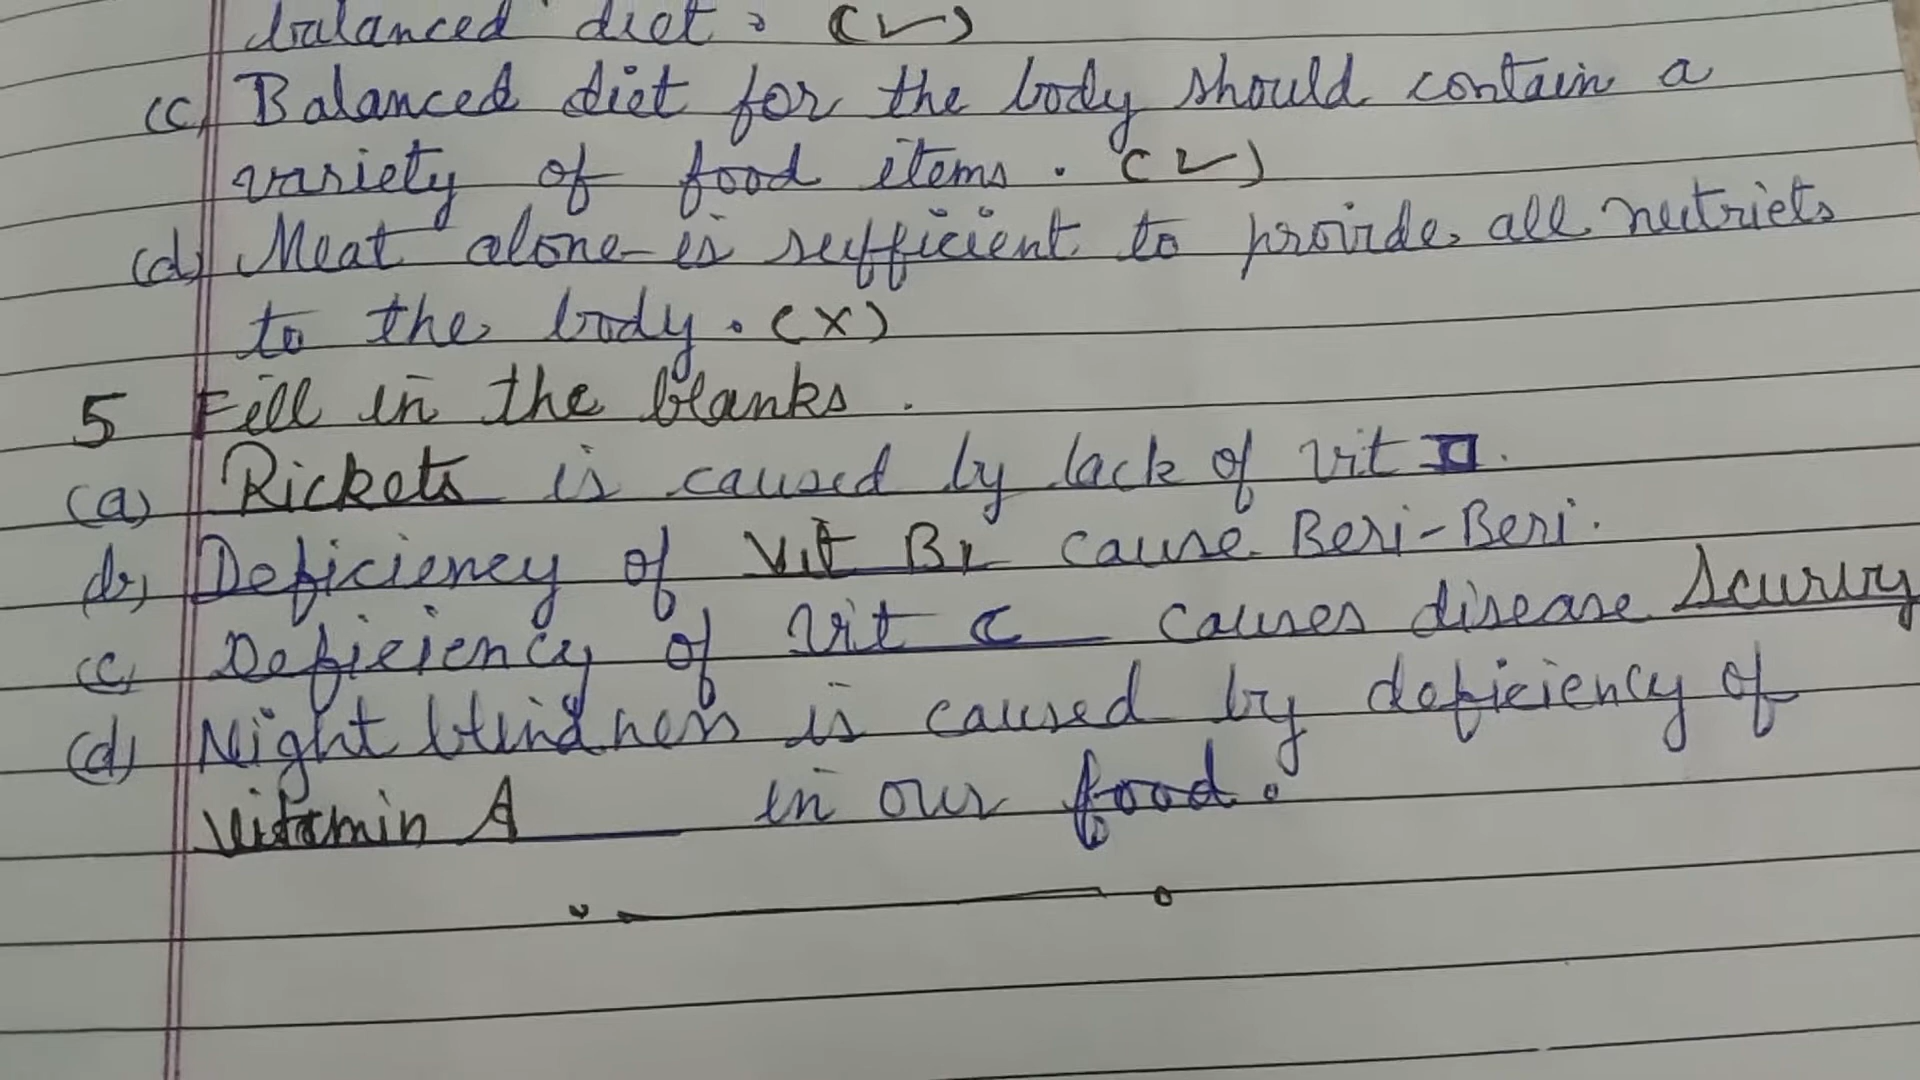 balanced diet. (✓)
(c) Balanced diet for the body should contain a
variety of food items. (✓)
(d) Meat alone is sufficient to provide all nutriets
to the body. (X)
5 Fill in the blanks.
(a) Rickets is caused by lack of vit D.
(b) Deficiency of Vit B1 cause Beri-Beri.
(c) Deficiency of Vit C causes disease Scurvy
(d) Night blindness is caused by deficiency of
Vitamin A in our food.